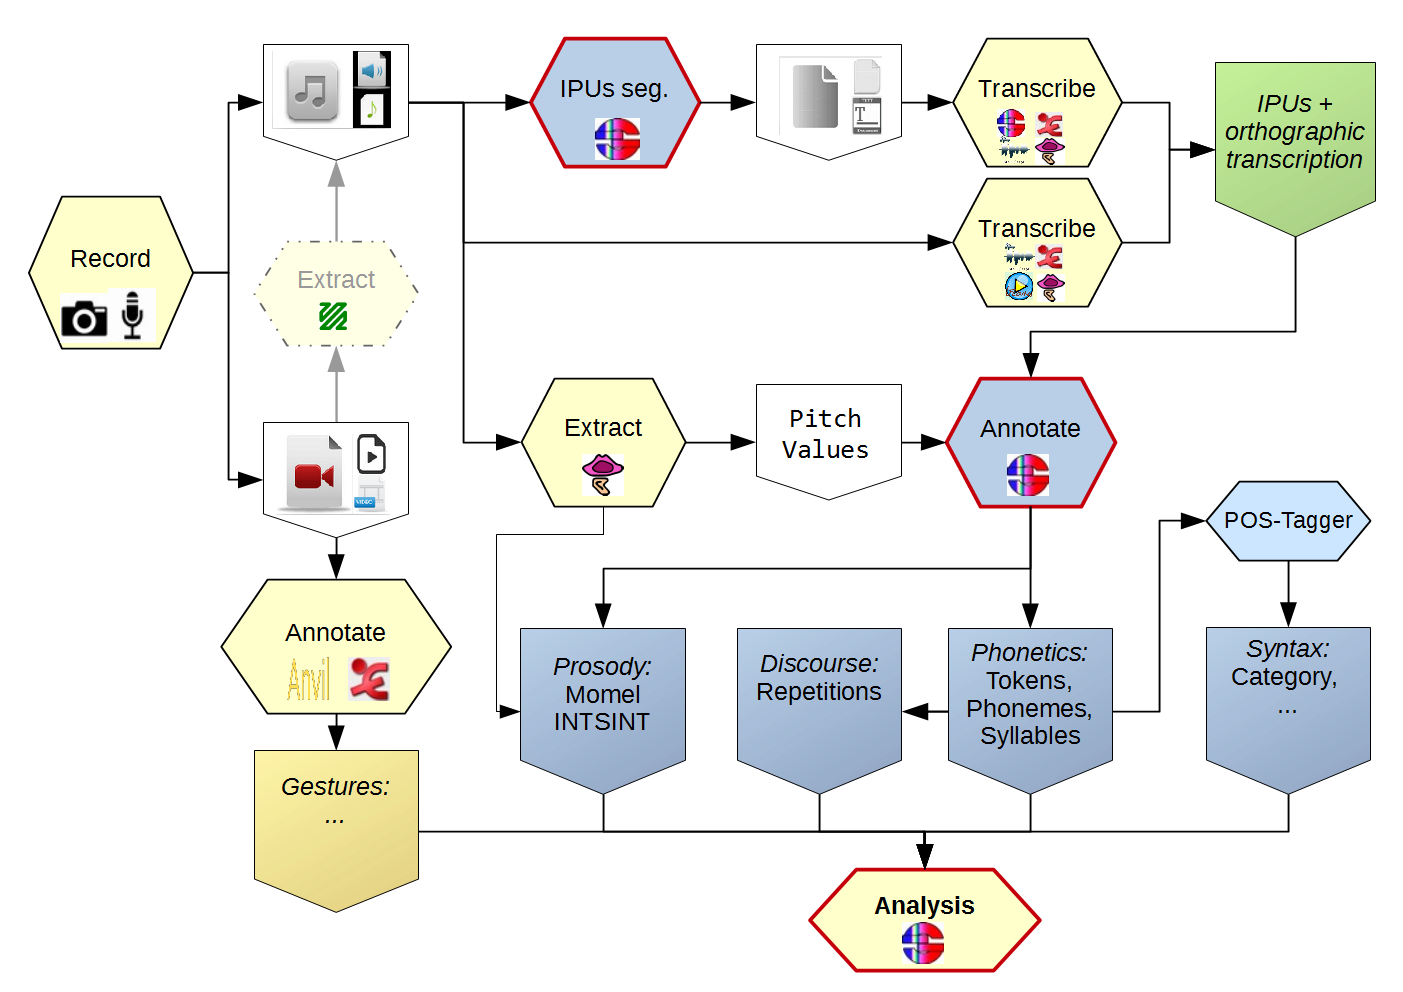 IPUs seg.
Transcribe
IPUs +
orthographic
transcription
Record
Extract
Transcribe
VIDEO
Extract
Pitch
Values
Annotate
POS-Tagger
Annotate
Anvil
Prosody:
Momel
INTSINT
Discourse:
Repetitions
Phonetics:
Tokens,
Phonemes,
Syllables
Syntax:
Category,
...
Gestures:
...
Analysis